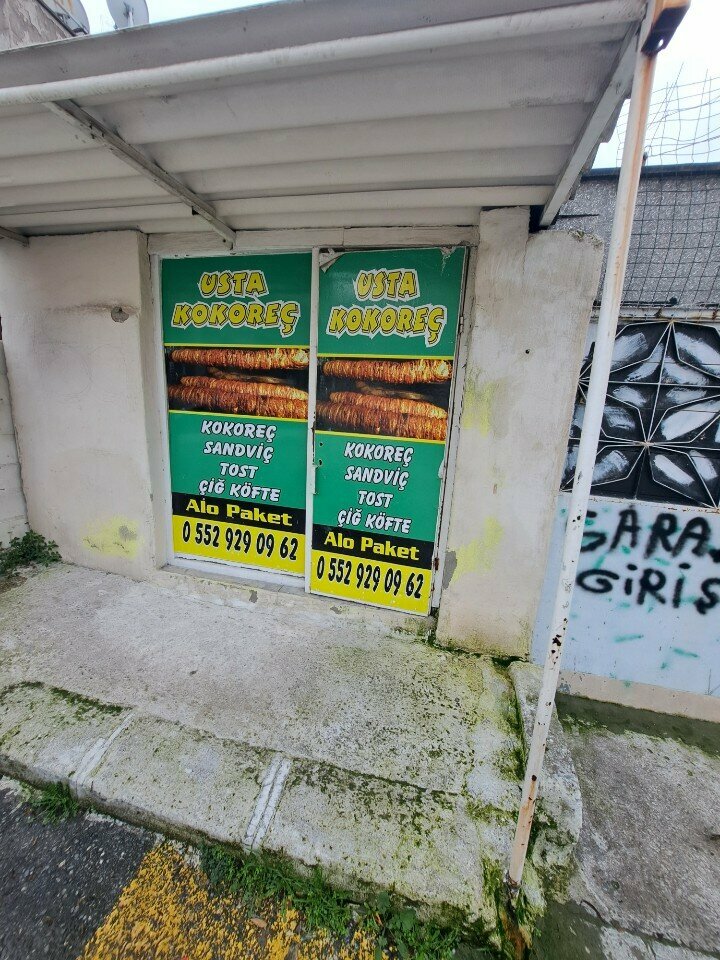 USTA
KOKOREÇ
KOKOREÇ
SANDVİÇ
TOST
ÇİĞ KÖFTE
Alo Paket
0 552 929 09 62
USTA
KOKOREÇ
KOKOREÇ
SANDVİÇ
TOST
ÇİĞ KÖFTE
Alo Paket
0 552 929 09 62
GARAJ
GİRİŞ